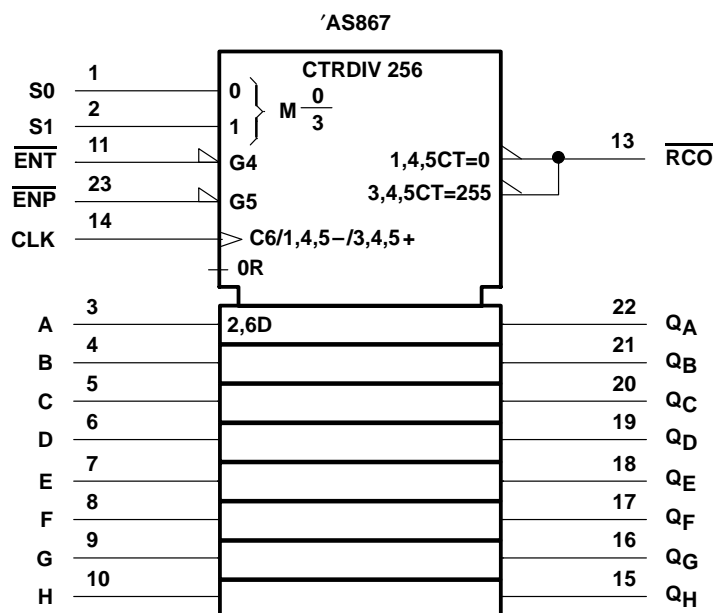 ′AS867
CTRDIV 256
S0 1 0 M 0/3
S1 2 1
ENT 11 G4 1,4,5CT=0 13 RCO
ENP 23 G5 3,4,5CT=255
CLK 14 C6/1,4,5−/3,4,5+
0R
A 3 2,6D 22 QA
B 4 21 QB
C 5 20 QC
D 6 19 QD
E 7 18 QE
F 8 17 QF
G 9 16 QG
H 10 15 QH